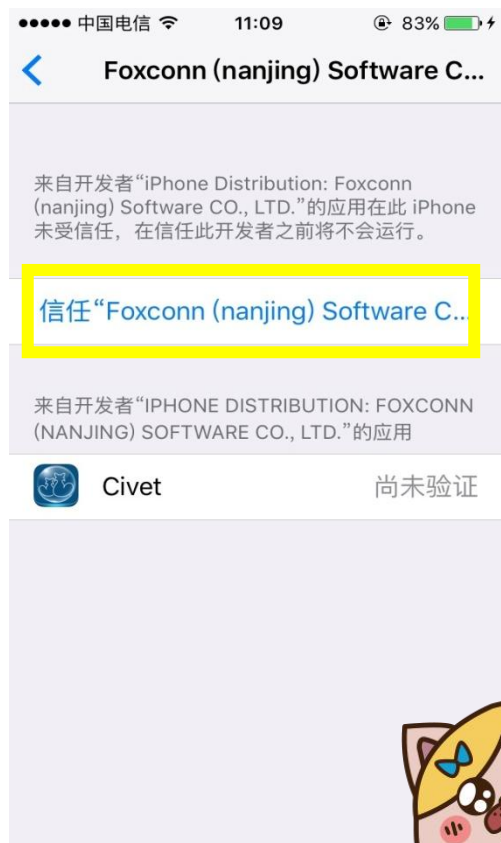 中国电信 11:09 83%
Foxconn (nanjing) Software C...
来自开发者“iPhone Distribution: Foxconn
(nanjing) Software CO., LTD.”的应用在此 iPhone
未受信任，在信任此开发者之前将不会运行。
信任“Foxconn (nanjing) Software C...
来自开发者“IPHONE DISTRIBUTION: FOXCONN
(NANJING) SOFTWARE CO., LTD.”的应用
Civet 尚未验证